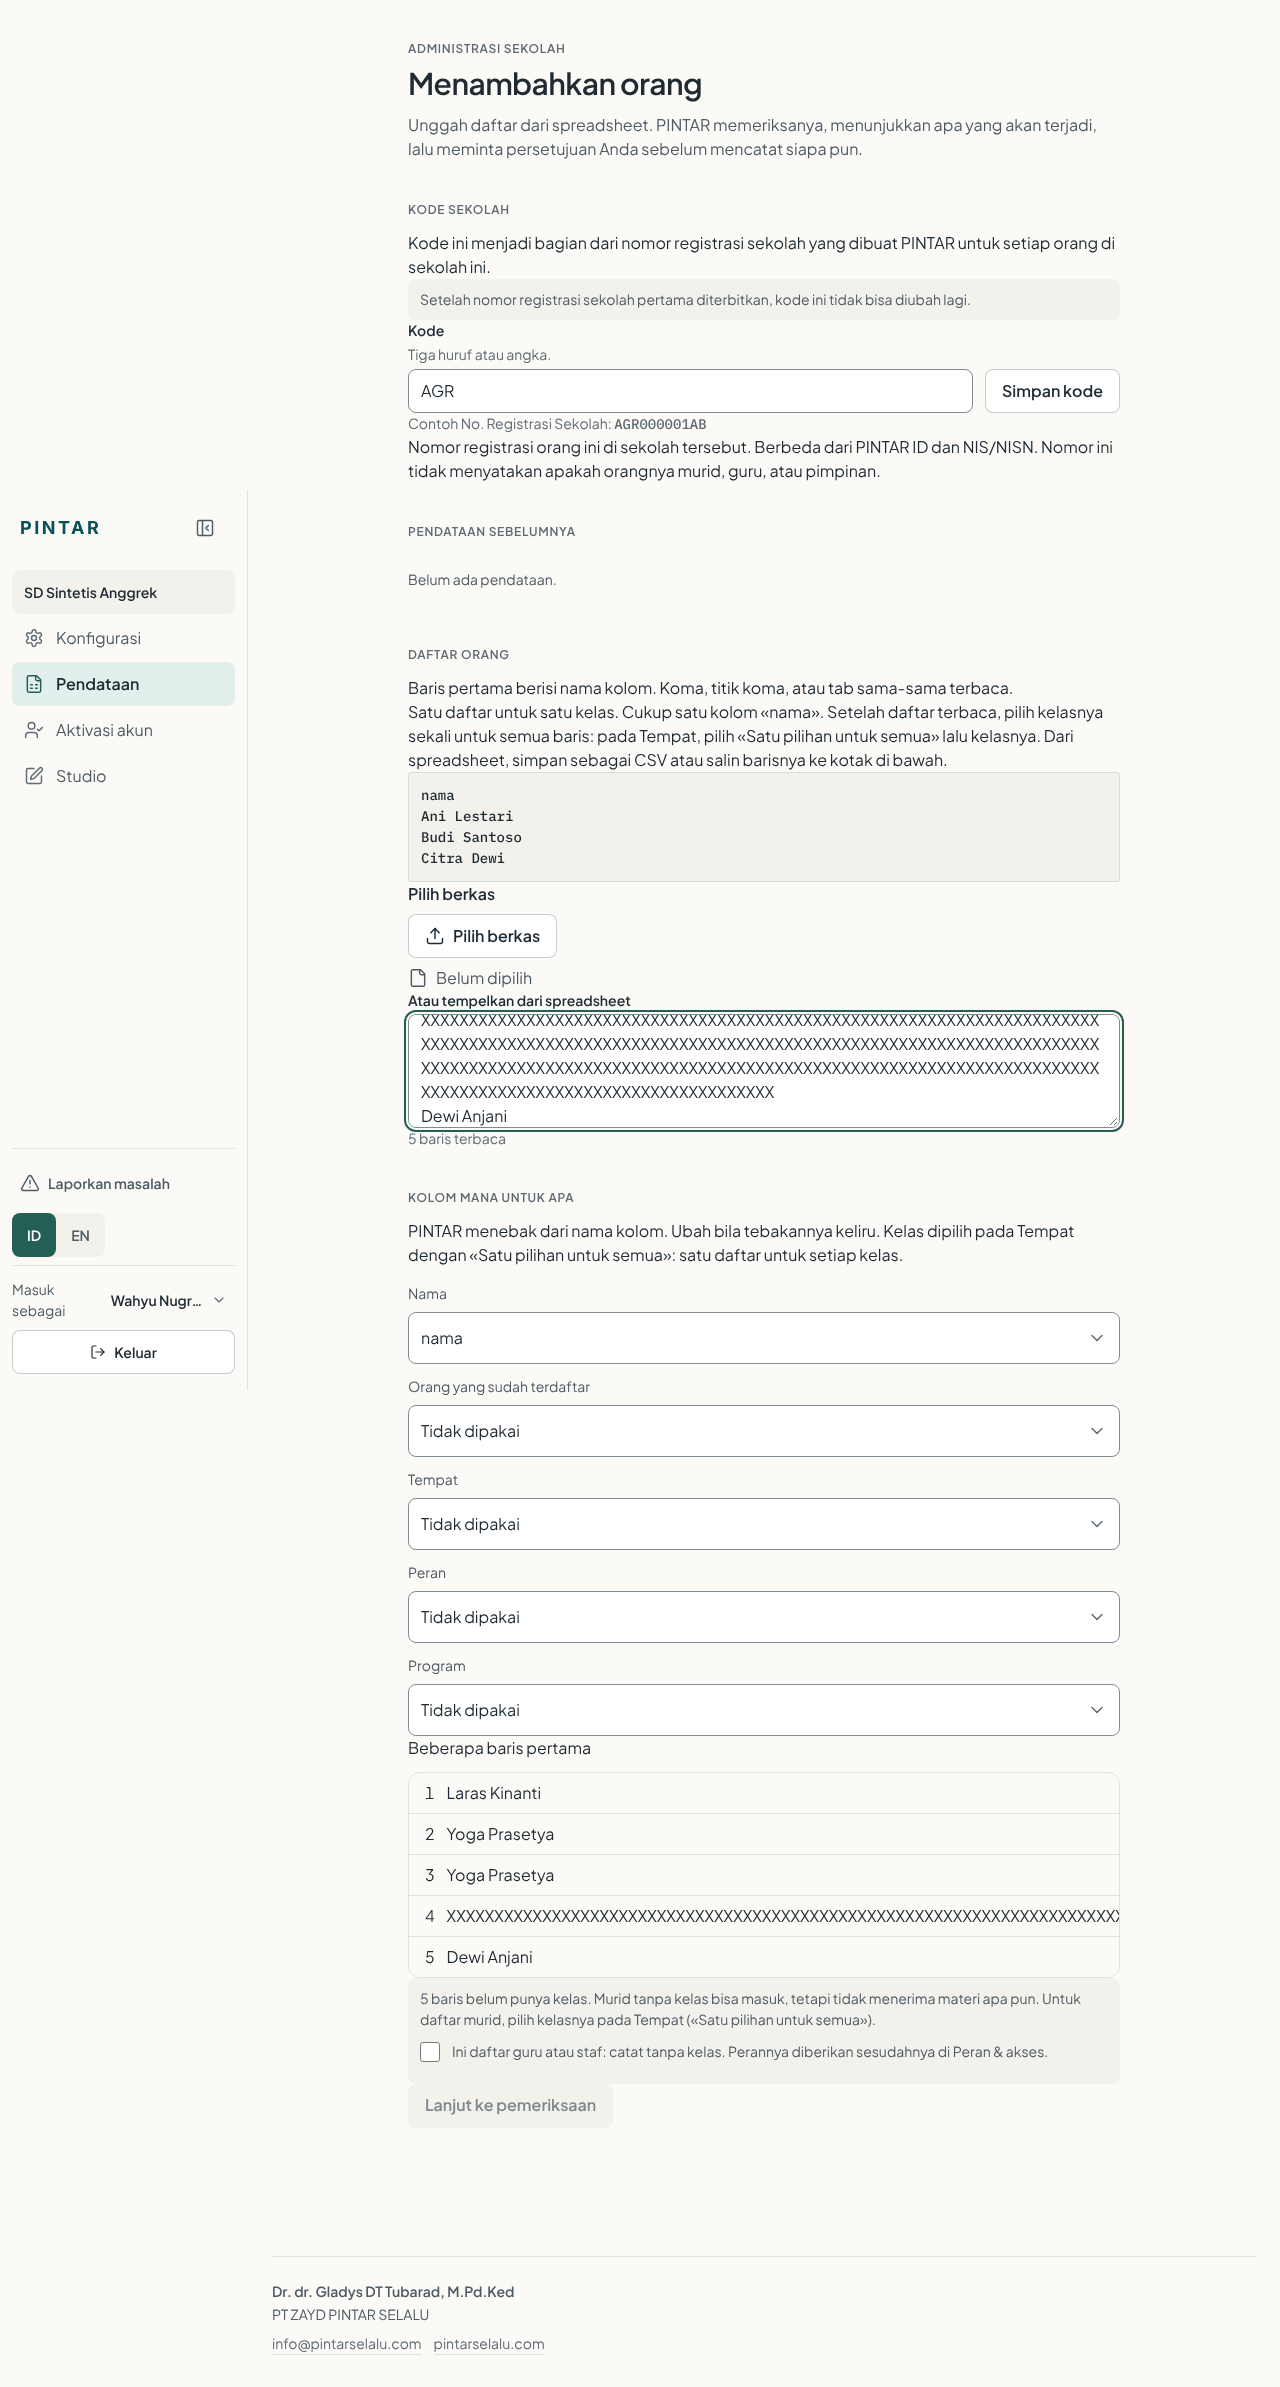 ADMINISTRASI SEKOLAH
Menambahkan orang
Unggah daftar dari spreadsheet. PINTAR memeriksanya, menunjukkan apa yang akan terjadi,
lalu meminta persetujuan Anda sebelum mencatat siapa pun.
KODE SEKOLAH
Kode ini menjadi bagian dari nomor registrasi sekolah yang dibuat PINTAR untuk setiap orang di
sekolah ini.
Setelah nomor registrasi sekolah pertama diterbitkan, kode ini tidak bisa diubah lagi.
Kode
Tiga huruf atau angka.
AGR
Simpan kode
Contoh No. Registrasi Sekolah: AGR000001AB
Nomor registrasi orang ini di sekolah tersebut. Berbeda dari PINTAR ID dan NIS/NISN. Nomor ini
tidak menyatakan apakah orangnya murid, guru, atau pimpinan.
PINTAR
SD Sintetis Anggrek
Konfigurasi
Pendataan
Aktivasi akun
Studio
Laporkan masalah
ID
EN
Masuk
sebagai
Wahyu Nugr...
Keluar
PENDATAAN SEBELUMNYA
Belum ada pendataan.
DAFTAR ORANG
Baris pertama berisi nama kolom. Koma, titik koma, atau tab sama-sama terbaca.
Satu daftar untuk satu kelas. Cukup satu kolom «nama». Setelah daftar terbaca, pilih kelasnya
sekali untuk semua baris: pada Tempat, pilih «Satu pilihan untuk semua» lalu kelasnya. Dari
spreadsheet, simpan sebagai CSV atau salin barisnya ke kotak di bawah.
nama
Ani Lestari
Budi Santoso
Citra Dewi
Pilih berkas
Pilih berkas
Belum dipilih
Atau tempelkan dari spreadsheet
XXXXXXXXXXXXXXXXXXXXXXXXXXXXXXXXXXXXXXXXXXXXXXXXXXXXXXXXXXXXXXXXXXXXXXX
XXXXXXXXXXXXXXXXXXXXXXXXXXXXXXXXXXXXXXXXXXXXXXXXXXXXXXXXXXXXXXXXXXXXXXX
XXXXXXXXXXXXXXXXXXXXXXXXXXXXXXXXXXXXXXXXXXXXXXXXXXXXXXXXXXXXXXXXXXXXXXX
XXXXXXXXXXXXXXXXXXXXXXXXXXXXXXXXXXXXX
Dewi Anjani
5 baris terbaca
KOLOM MANA UNTUK APA
PINTAR menebak dari nama kolom. Ubah bila tebakannya keliru. Kelas dipilih pada Tempat
dengan «Satu pilihan untuk semua»: satu daftar untuk setiap kelas.
Nama
nama
Orang yang sudah terdaftar
Tidak dipakai
Tempat
Tidak dipakai
Peran
Tidak dipakai
Program
Tidak dipakai
Beberapa baris pertama
1 Laras Kinanti
2 Yoga Prasetya
3 Yoga Prasetya
4 XXXXXXXXXXXXXXXXXXXXXXXXXXXXXXXXXXXXXXXXXXXXXXXXXXXXXXXXXXXXXXXXXXXXXXX
5 Dewi Anjani
5 baris belum punya kelas. Murid tanpa kelas bisa masuk, tetapi tidak menerima materi apa pun. Untuk
daftar murid, pilih kelasnya pada Tempat («Satu pilihan untuk semua»).
Ini daftar guru atau staf: catat tanpa kelas. Perannya diberikan sesudahnya di Peran & akses.
Lanjut ke pemeriksaan
Dr. dr. Gladys DT Tubarad, M.Pd.Ked
PT ZAYD PINTAR SELALU
info@pintarselalu.com pintarselalu.com